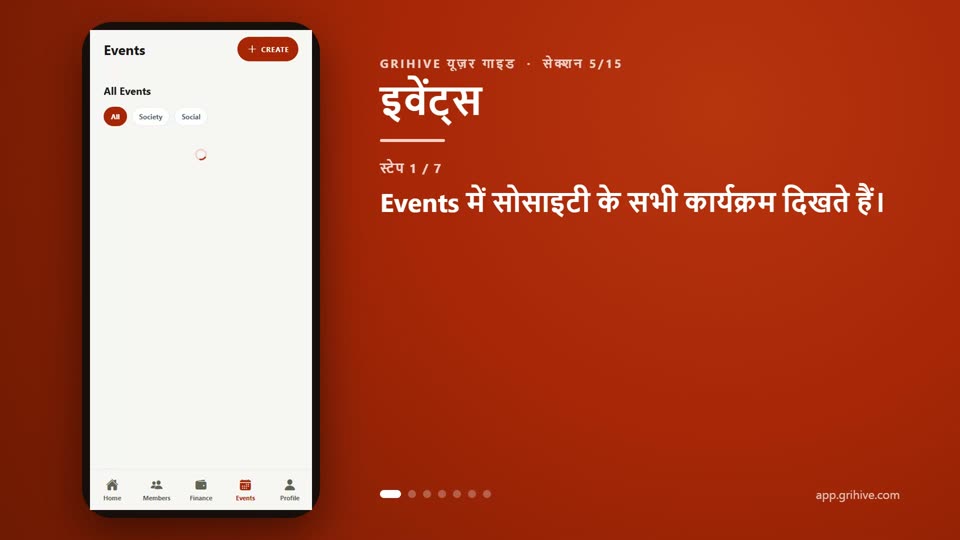 Events
+ CREATE
All Events
All Society Social
Home Members Finance Events Profile
GRIHIVE यूज़र गाइड · सेक्शन 5/15
इवेंट्स
स्टेप 1 / 7
Events में सोसाइटी के सभी कार्यक्रम दिखते हैं।
app.grihive.com